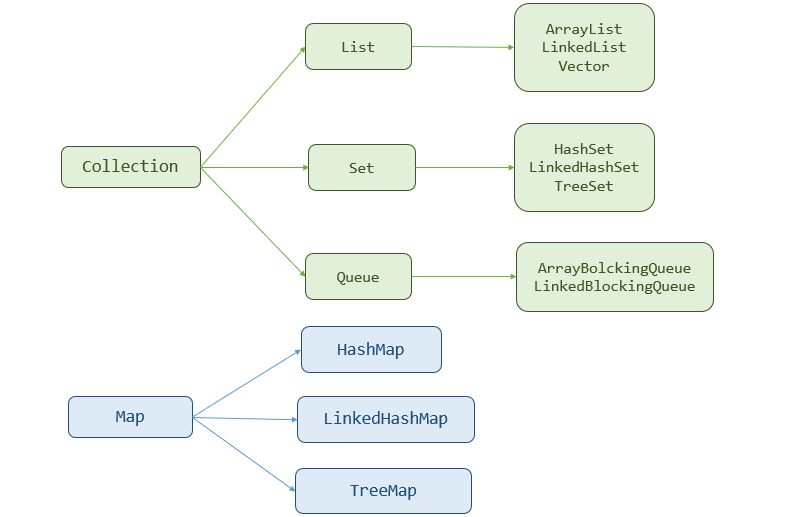 Collection
List
ArrayList
LinkedList
Vector
Set
HashSet
LinkedHashSet
TreeSet
Queue
ArrayBolckingQueue
LinkedBlockingQueue
Map
HashMap
LinkedHashMap
TreeMap